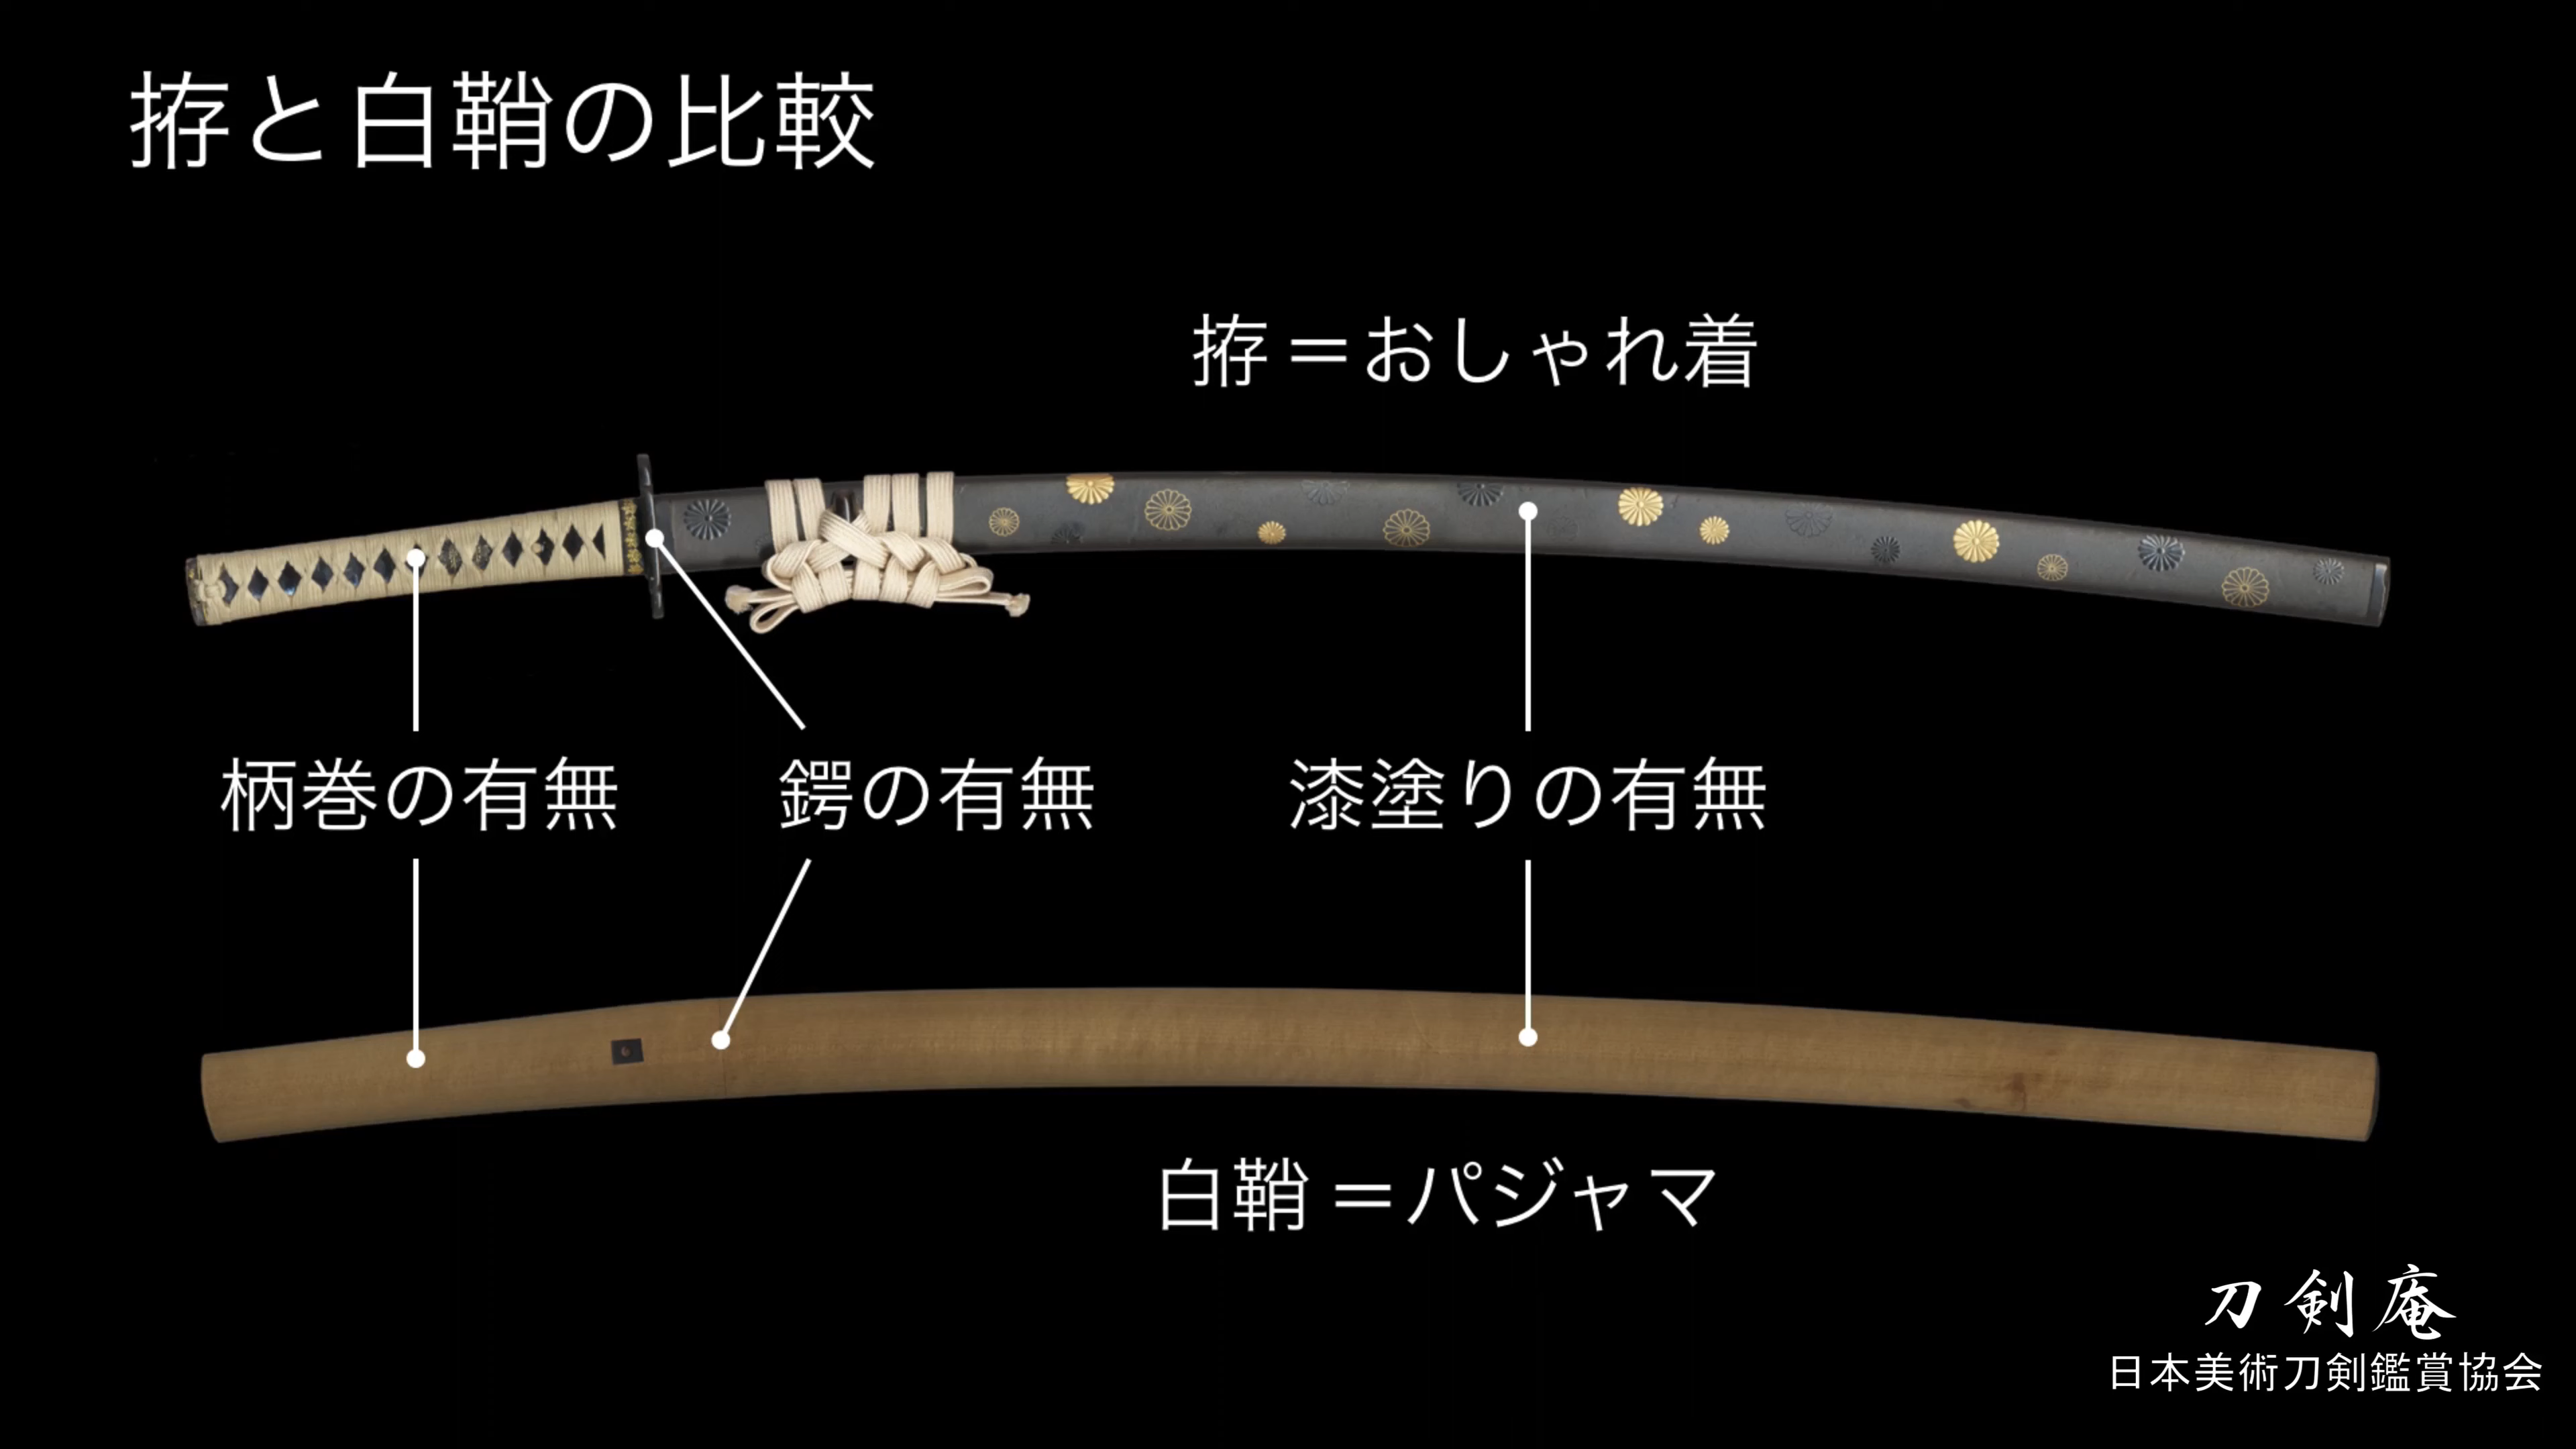 拵と白鞘の比較
拵＝おしゃれ着
柄巻の有無
鍔の有無
漆塗りの有無
白鞘＝パジャマ
刀剣庵
日本美術刀剣鑑賞協会